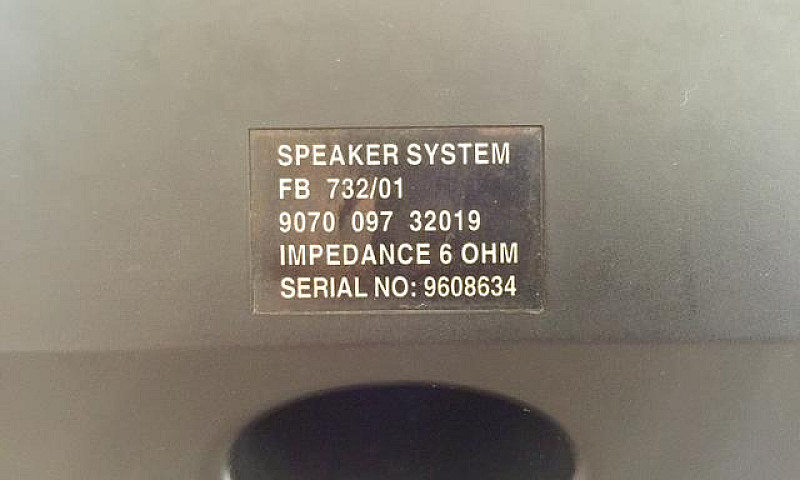 SPEAKER SYSTEM
FB 732/01
9070 097 32019
IMPEDANCE 6 OHM
SERIAL NO: 9608634